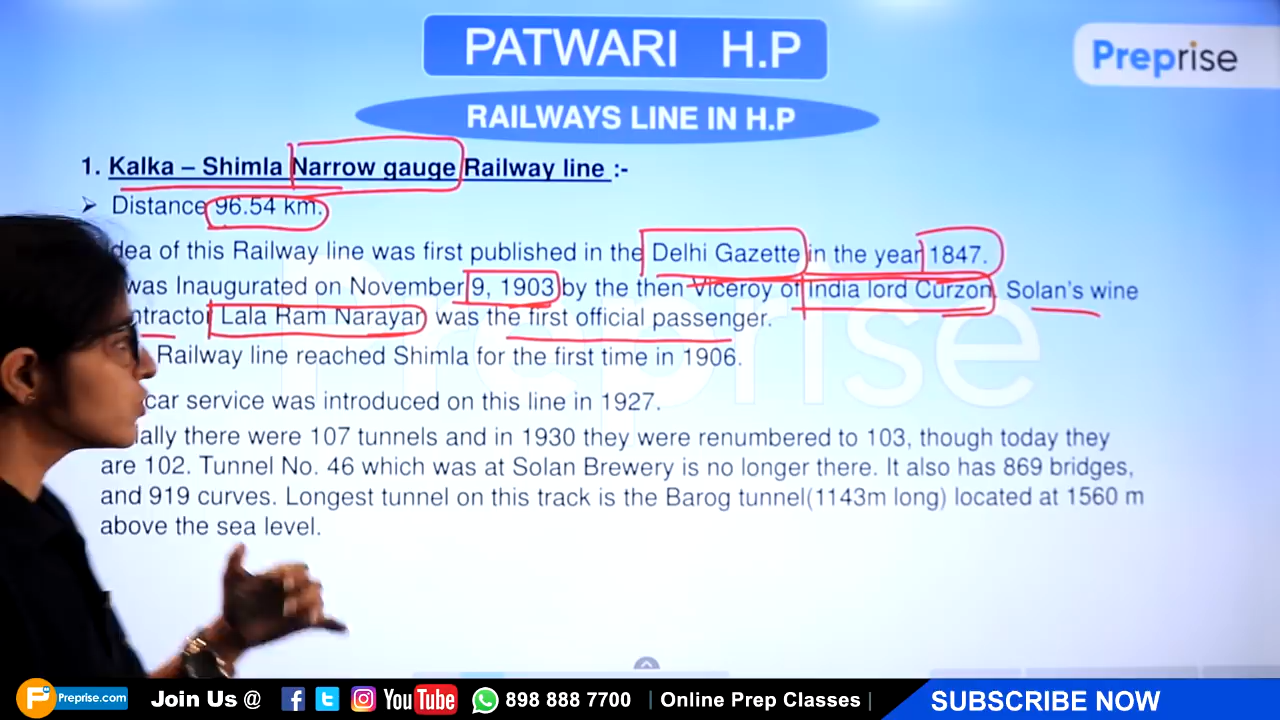 PATWARI H.P
Preprise
RAILWAYS LINE IN H.P
1. Kalka – Shimla Narrow gauge Railway line :-
➢ Distance 96.54 km.
dea of this Railway line was first published in the Delhi Gazette in the year 1847.
was Inaugurated on November 9, 1903 by the then Viceroy of India lord Curzon. Solan's wine
ntractor Lala Ram Narayan was the first official passenger.
Railway line reached Shimla for the first time in 1906.
car service was introduced on this line in 1927.
ially there were 107 tunnels and in 1930 they were renumbered to 103, though today they
are 102. Tunnel No. 46 which was at Solan Brewery is no longer there. It also has 869 bridges,
and 919 curves. Longest tunnel on this track is the Barog tunnel(1143m long) located at 1560 m
above the sea level.
Preprise
Preprise.com Join Us @ YouTube 898 888 7700 | Online Prep Classes | SUBSCRIBE NOW